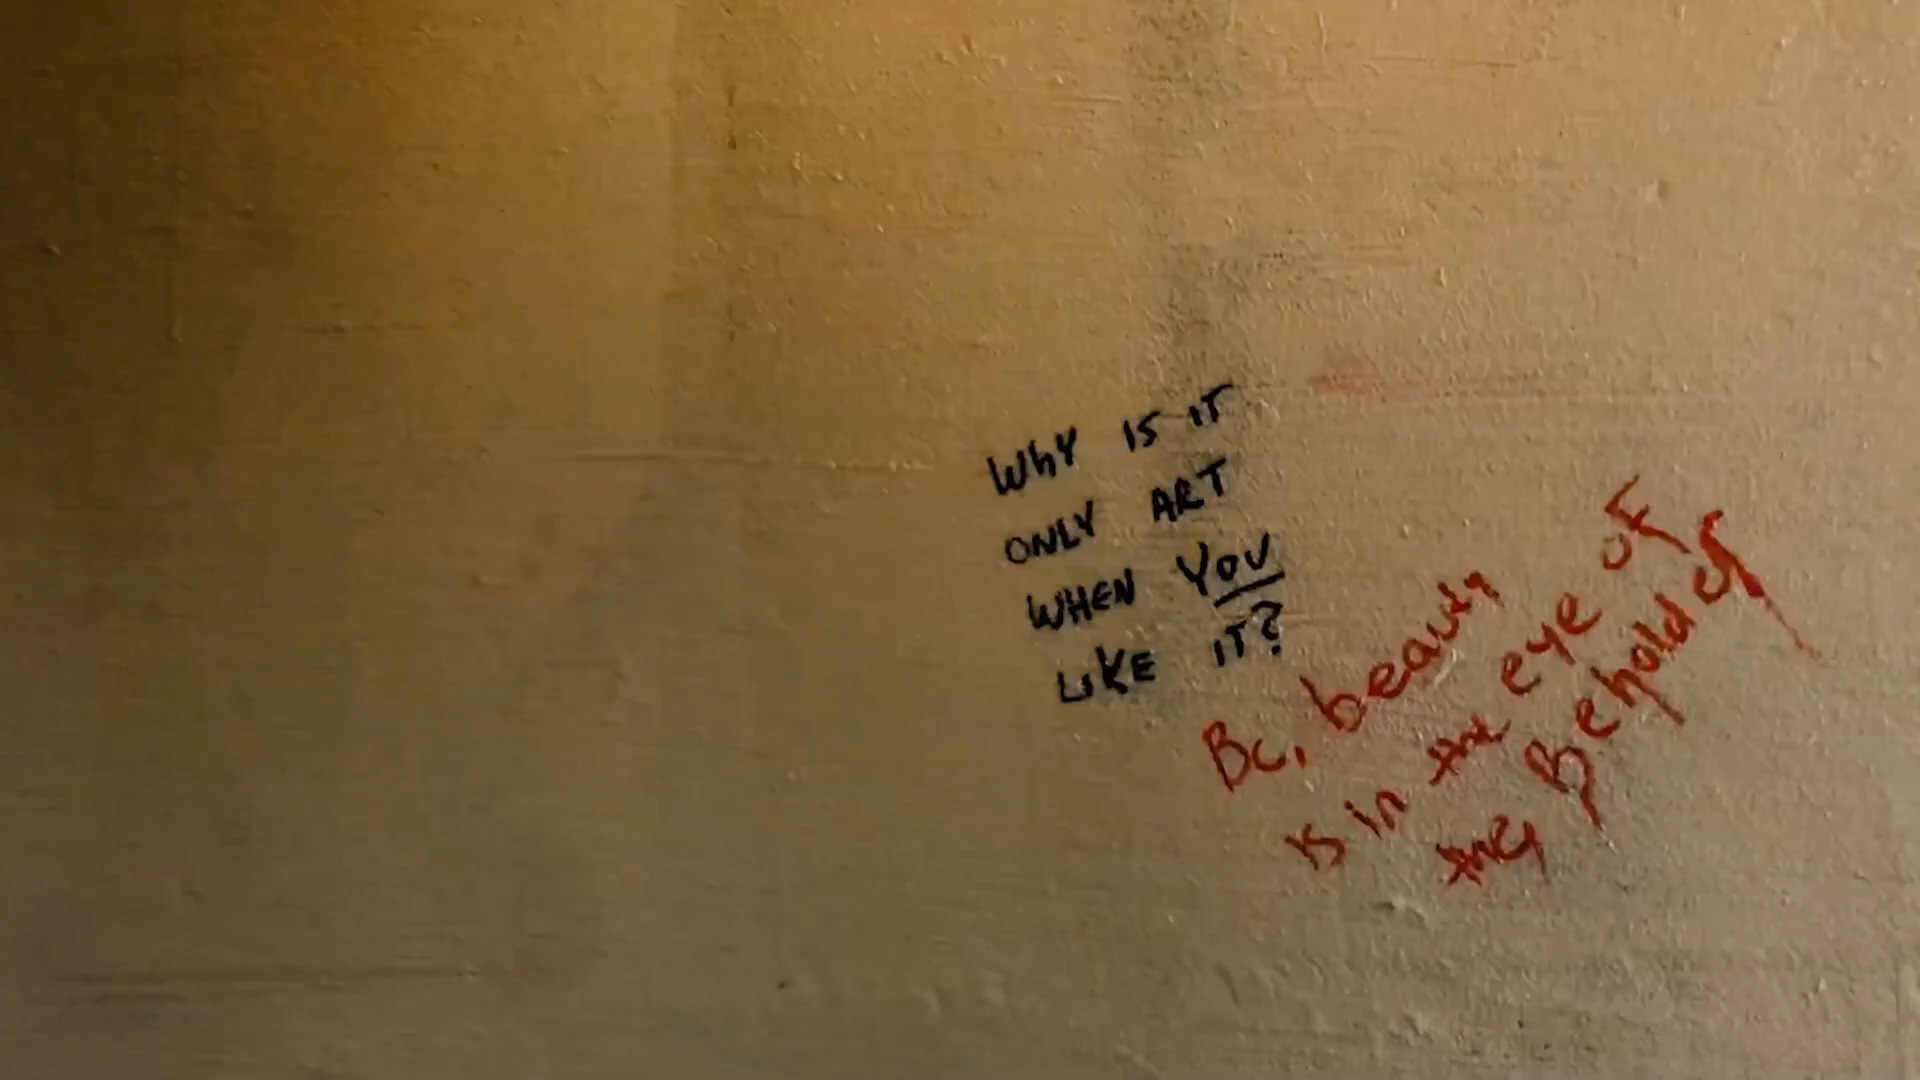 WHY IS IT
ONLY ART
WHEN YOU
LIKE IT?
Bc, beauty
is in the eye of
the Beholder